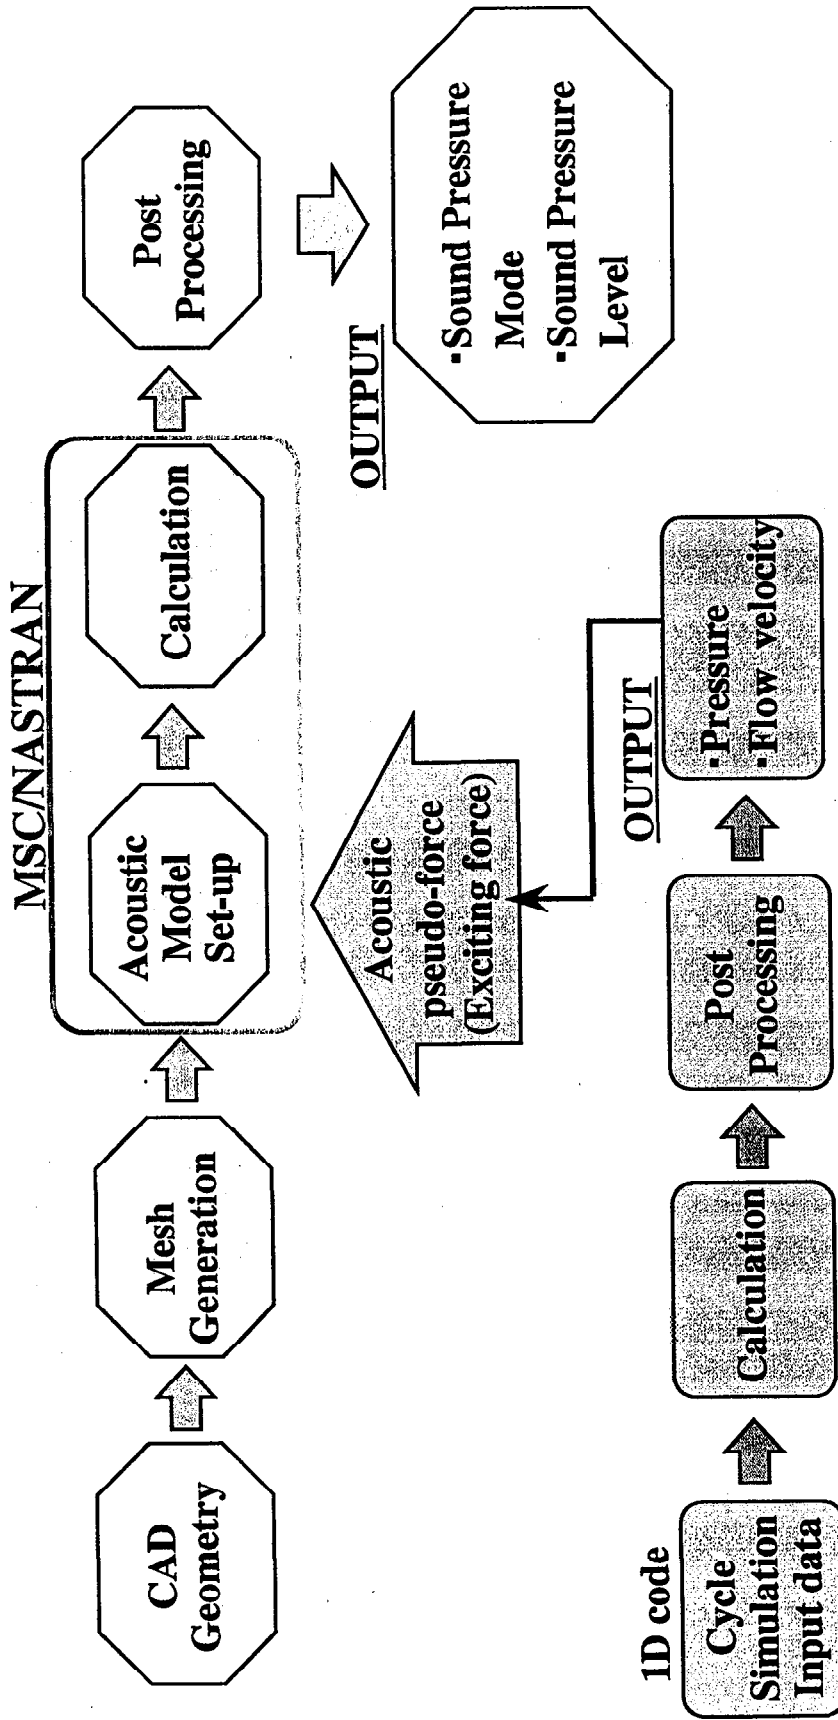 MSC/NASTRAN
CAD
Geometry
Mesh
Generation
Acoustic
Model
Set-up
Calculation
Post
Processing
OUTPUT
▪Sound Pressure
Mode
▪Sound Pressure
Level
Acoustic
pseudo-force
(Exciting force)
1D code
Cycle
Simulation
Input data
Calculation
Post
Processing
OUTPUT
▪Pressure
▪Flow velocity